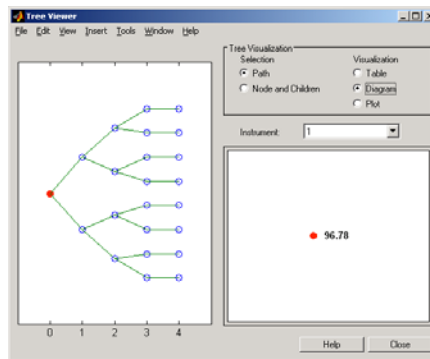 Tree Viewer
File Edit View Insert Tools Window Help
Tree Visualization
Selection
Visualization
Path
Table
Node and Children
Diagram
Plot
Instrument:
1
96.78
0 1 2 3 4
Help
Close